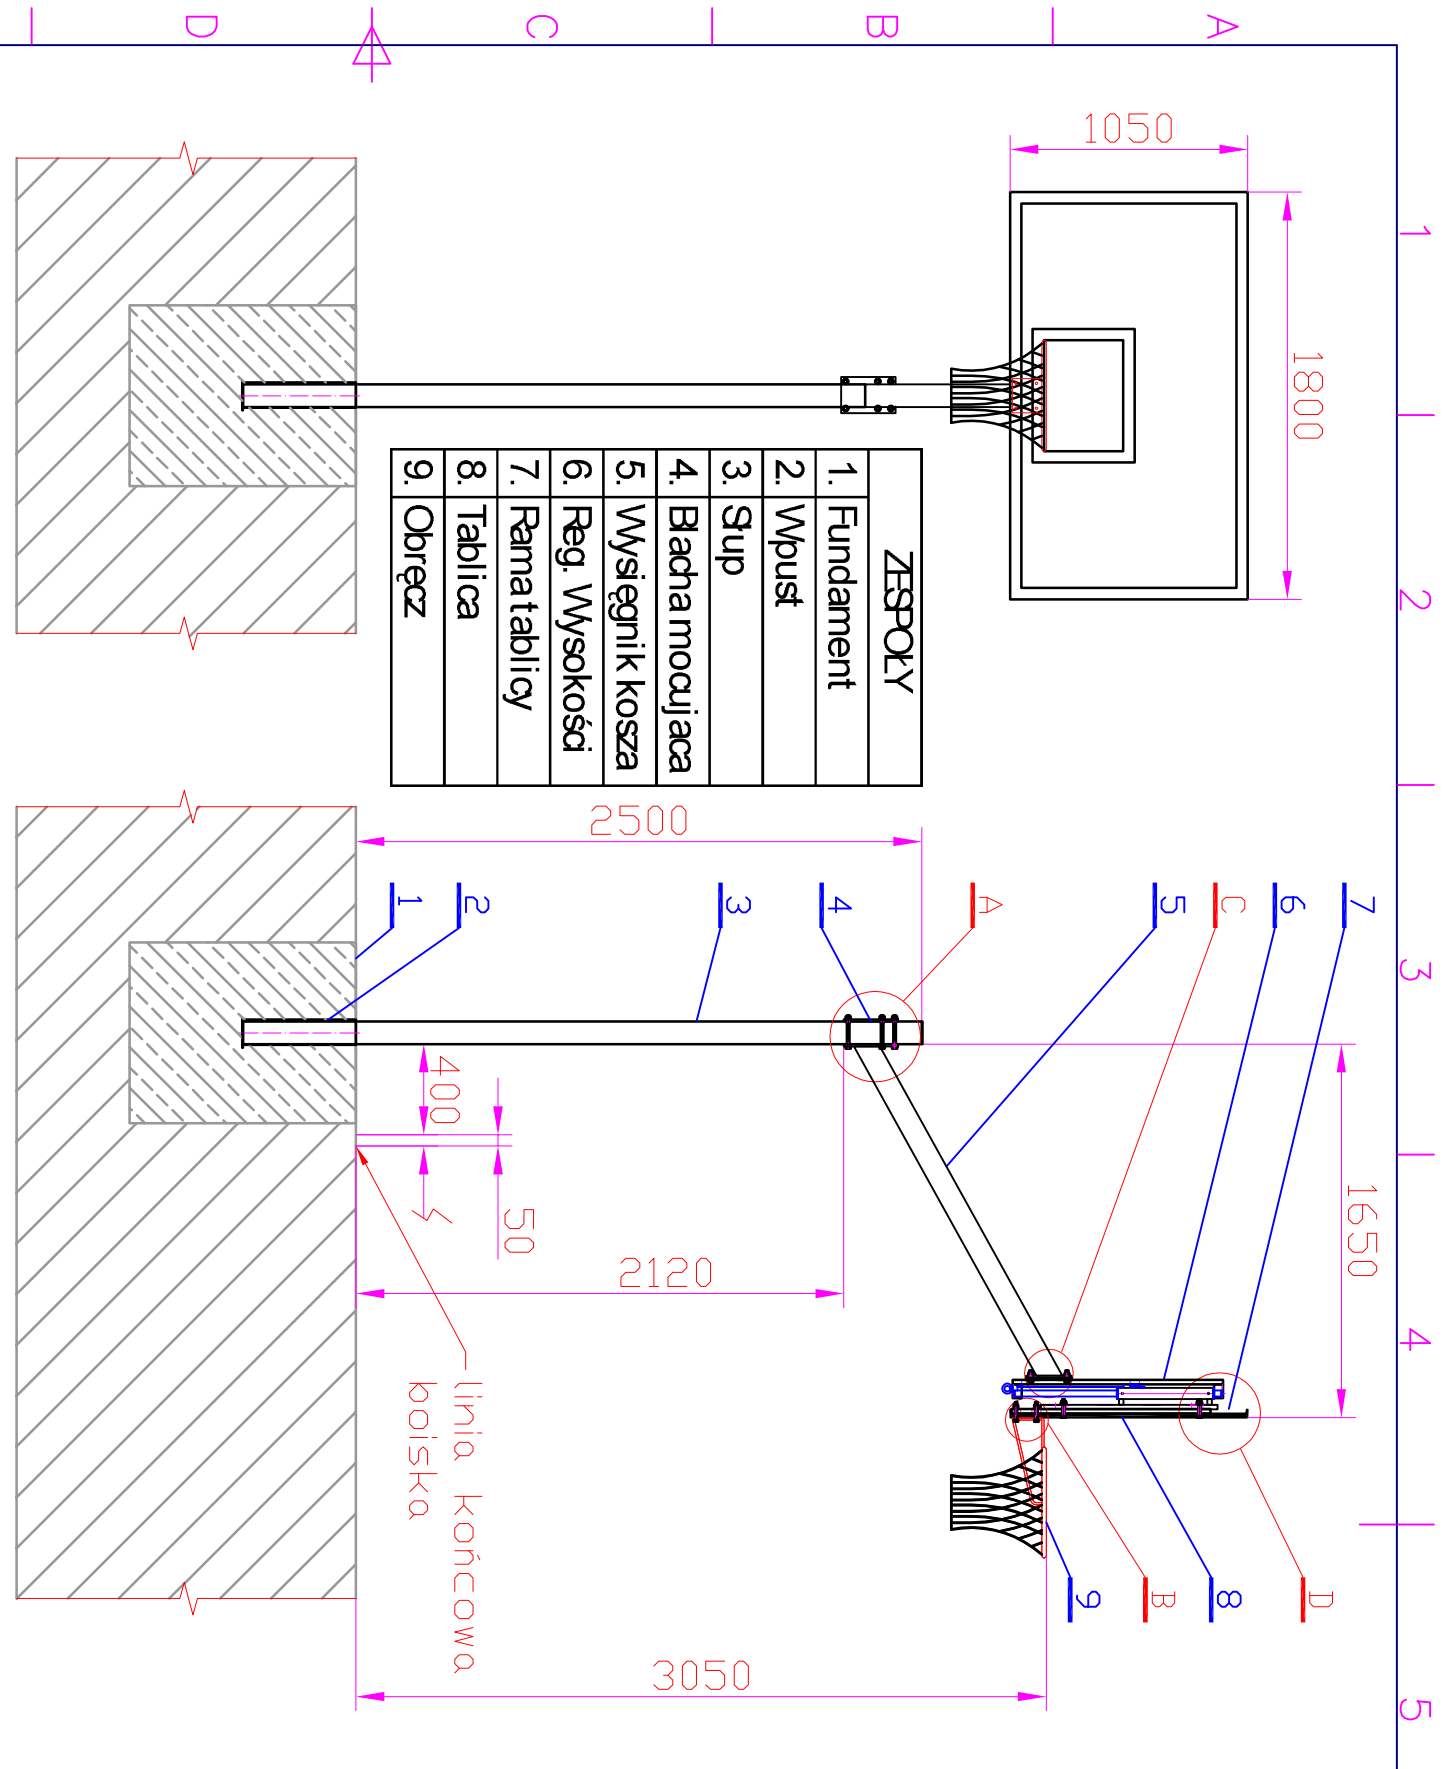 1
2
3
4
5
A
B
C
D
1050
1800
ZESPOŁY
1. Fundament
2. Wpust
3. Słup
4. Blacha mocujaca
5. Wysięgnik kosza
6. Reg. Wysokości
7. Rama tablicy
8. Tablica
9. Obręcz
7
6
C
5
A
4
3
2
1
2500
1650
400
50
2120
linia końcowa
boiska
D
8
B
9
3050